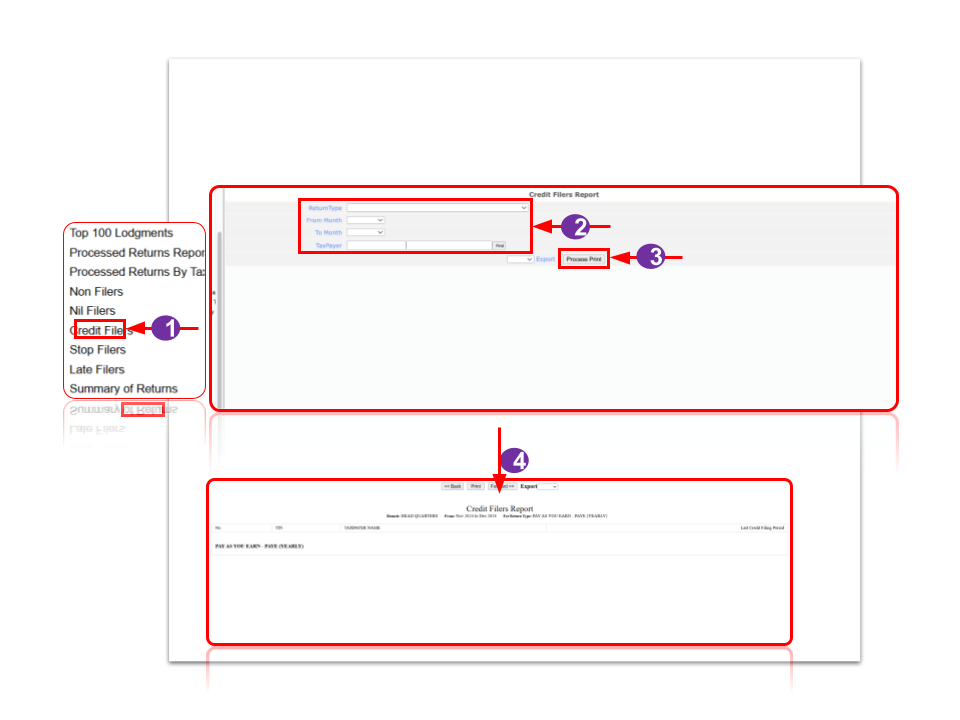 Credit Filers Report
ReturnType
From Month
To Month
TaxPayer
Find
Export
Process Print
2
3
Top 100 Lodgments
Processed Returns Repor
Processed Returns By Tax
Non Filers
Nil Filers
Credit Filers
Stop Filers
Late Filers
Summary of Returns
1
4
<< Back Print Forward >> Export
Credit Filers Report
Branch: HEAD QUARTERS From: Nov 2024 to Dec 2024 For Return Type: PAY AS YOU EARN - PAYE (YEARLY)
No TIN TAXPAYER NAME Last Credit Filing Period
PAY AS YOU EARN - PAYE (YEARLY)